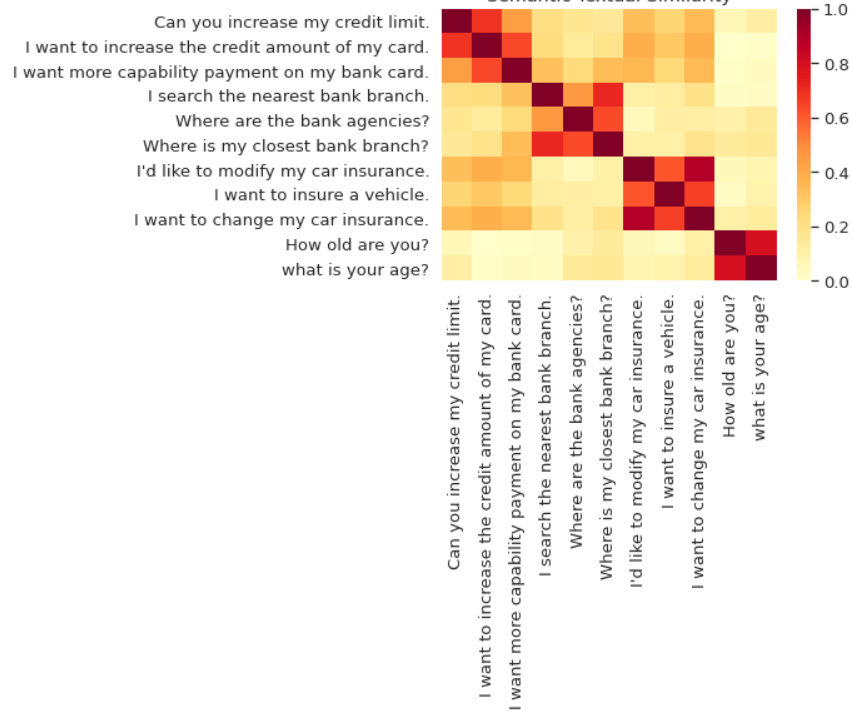 Semantic Textual Similarity
Can you increase my credit limit.
I want to increase the credit amount of my card.
I want more capability payment on my bank card.
I search the nearest bank branch.
Where are the bank agencies?
Where is my closest bank branch?
I'd like to modify my car insurance.
I want to insure a vehicle.
I want to change my car insurance.
How old are you?
what is your age?
1.0
0.8
0.6
0.4
0.2
0.0
Can you increase my credit limit.
I want to increase the credit amount of my card.
I want more capability payment on my bank card.
I search the nearest bank branch.
Where are the bank agencies?
Where is my closest bank branch?
I'd like to modify my car insurance.
I want to insure a vehicle.
I want to change my car insurance.
How old are you?
what is your age?